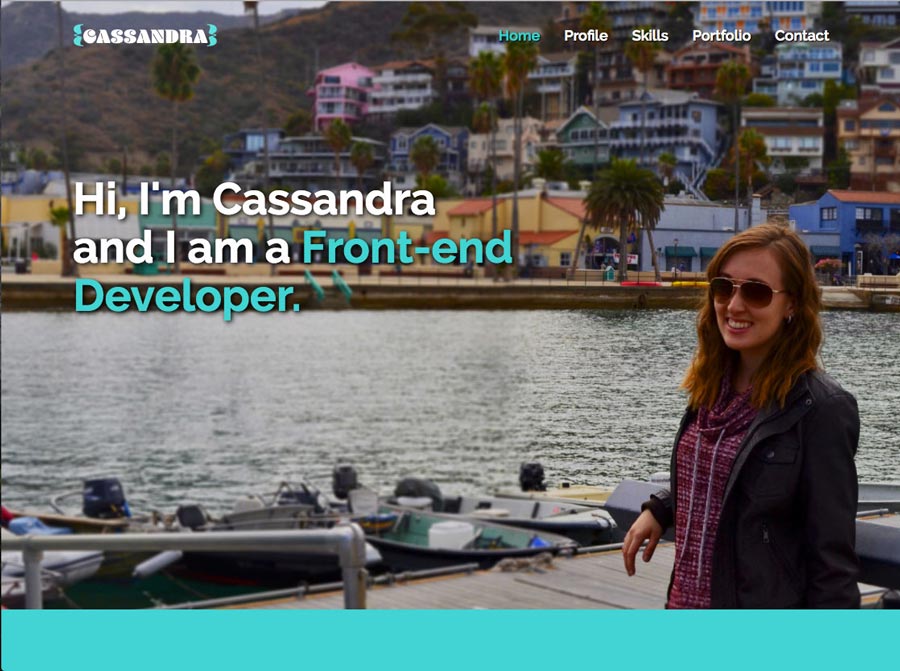 {CASSANDRA}
Home Profile Skills Portfolio Contact
Hi, I'm Cassandra
and I am a Front-end
Developer.